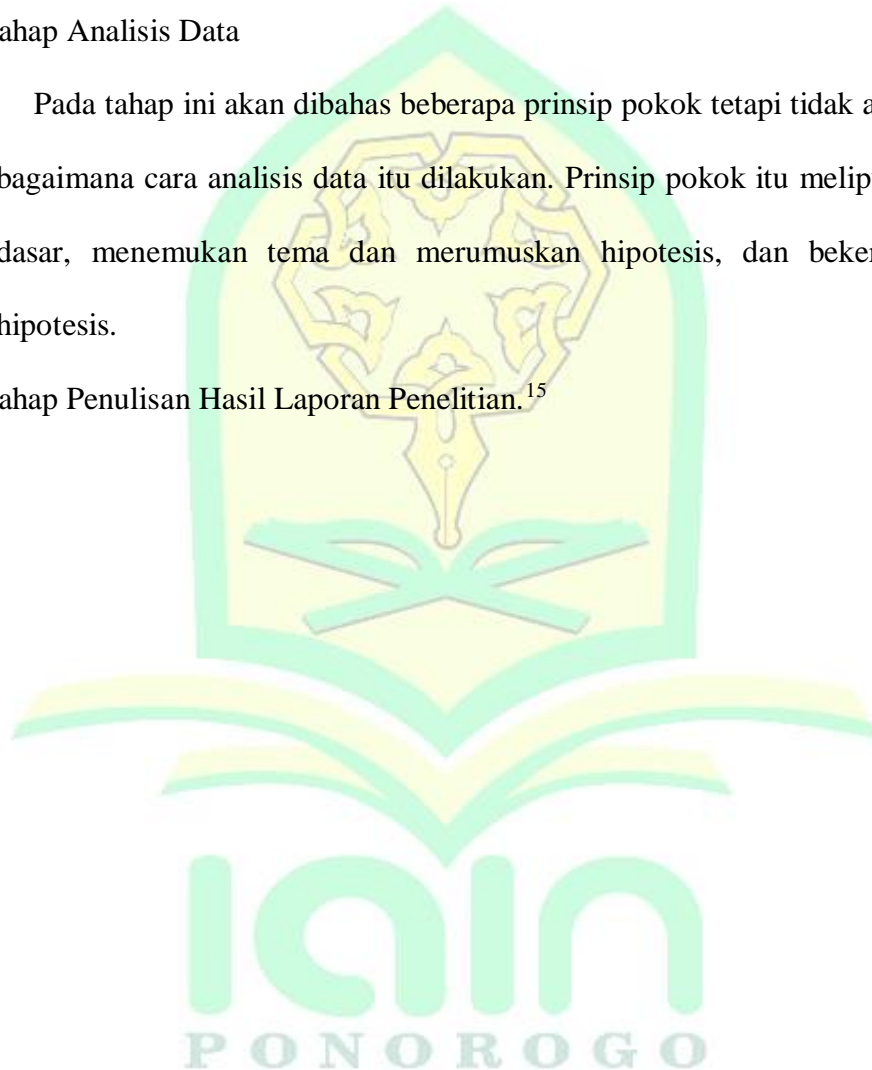 ahap Analisis Data
Pada tahap ini akan dibahas beberapa prinsip pokok tetapi tidak a
bagaimana cara analisis data itu dilakukan. Prinsip pokok itu melip
dasar, menemukan tema dan merumuskan hipotesis, dan beker
hipotesis.
ahap Penulisan Hasil Laporan Penelitian.15
iain
PONOROGO